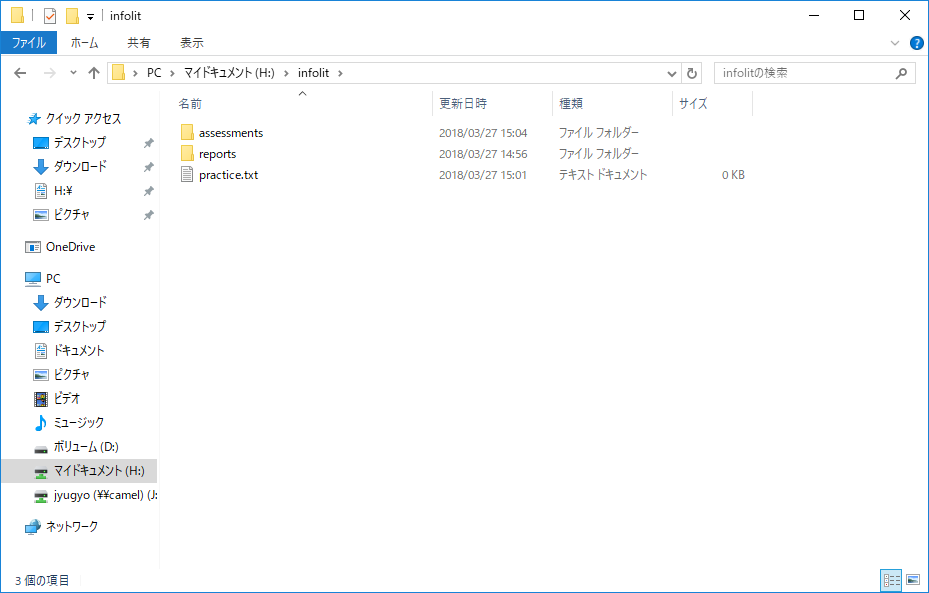 infolit
ファイル ホーム 共有 表示
PC マイドキュメント (H:) infolit infolitの検索
名前 更新日時 種類 サイズ
クイック アクセス
デスクトップ
ダウンロード
H:¥
ピクチャ
OneDrive
PC
ダウンロード
デスクトップ
ドキュメント
ピクチャ
ビデオ
ミュージック
ボリューム (D:)
マイドキュメント (H:)
jyugyo (¥¥camel) (J:
ネットワーク
assessments 2018/03/27 15:04 ファイル フォルダー
reports 2018/03/27 14:56 ファイル フォルダー
practice.txt 2018/03/27 15:01 テキスト ドキュメント 0 KB
3 個の項目